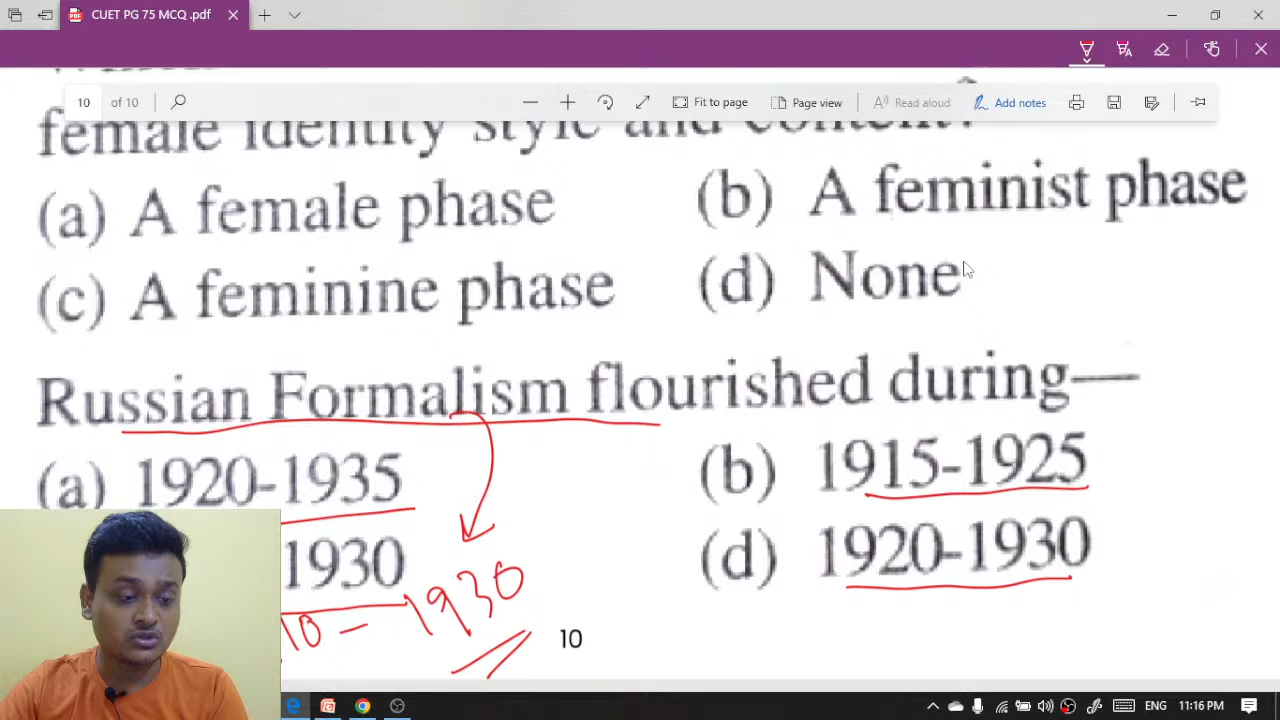 CUET PG 75 MCQ .pdf
10 of 10
Fit to page
Page view
Read aloud
Add notes
female identity style and content?
(a) A female phase
(b) A feminist phase
(c) A feminine phase
(d) None
Russian Formalism flourished during—
(a) 1920-1935
(b) 1915-1925
1930
(d) 1920-1930
10 – 1930
10
ENG
11:16 PM